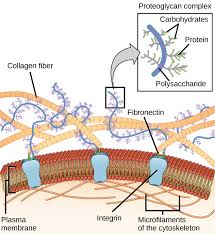 Proteoglycan complex
Carbohydrates
Protein
Polysaccharide
Collagen fiber
Fibronectin
Plasma
membrane
Integrin
Microfilaments
of the cytoskeleton